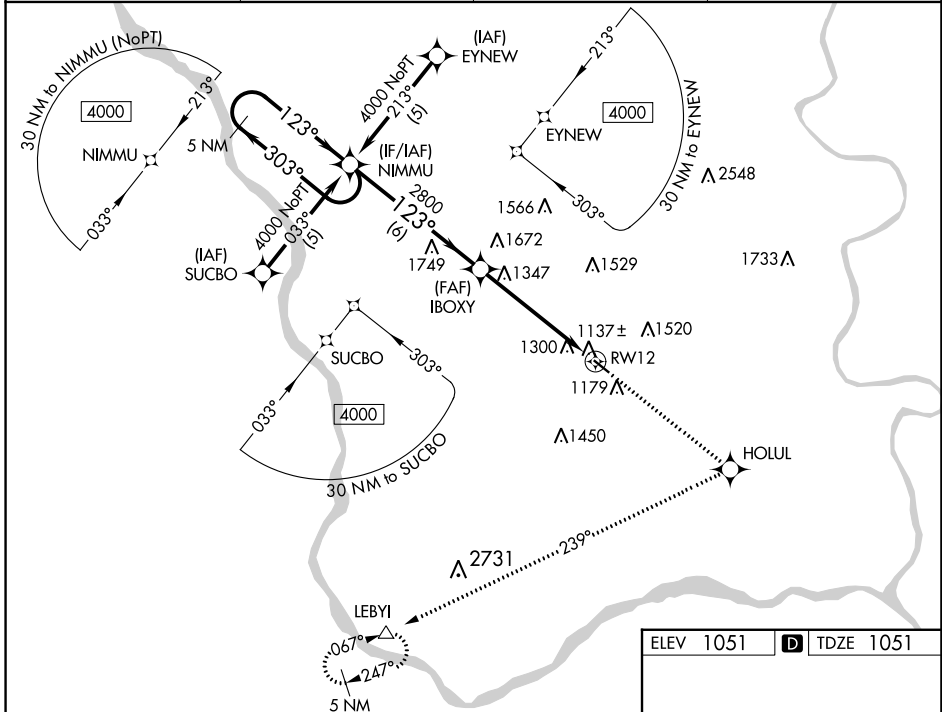 30 NM to NIMMU (NoPT)
4000
213°
NIMMU
033°
(IAF)
EYNEW
4000 NoPT
213°
(5)
123°
303°
5 NM
(IF/IAF)
NIMMU
4000 NoPT
033°
(5)
(IAF)
SUCBO
2800
123°
(6)
213°
4000
EYNEW
303°
30 NM to EYNEW
2548
1566
1672
1749
1347
1529
1733
(FAF)
IBOXY
1137±
1520
1300
RW12
1179
1450
SUCBO
303°
033°
4000
30 NM to SUCBO
HOLUL
239°
2731
LEBYI
067°
247°
5 NM
ELEV 1051 D TDZE 1051